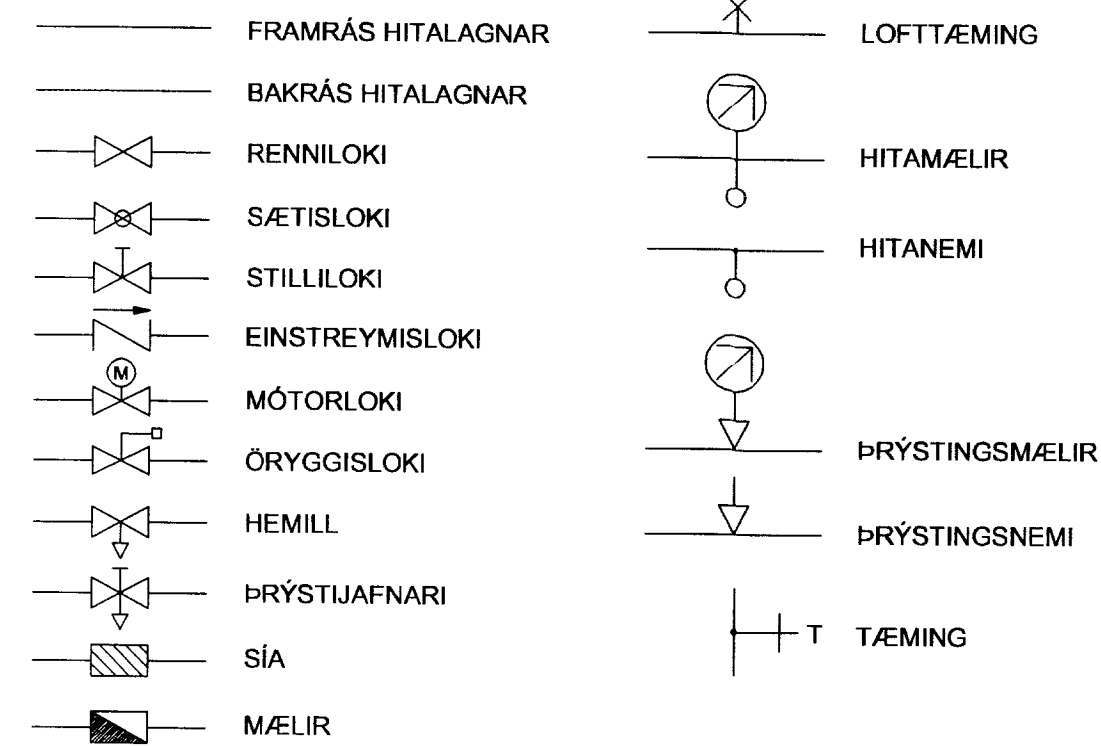 FRAMRÁS HITALAGNAR
BAKRÁS HITALAGNAR
RENNILOKI
SÆTISLOKI
STILLILOKI
EINSTREYMISLOKI
M
MÓTORLOKI
ÖRYGGISLOKI
HEMILL
ÞRÝSTIJAFNARI
SÍA
MÆLIR
LOFTTÆMING
HITAMÆLIR
HITANEMI
ÞRÝSTINGSMÆLIR
ÞRÝSTINGSNEMI
T TÆMING